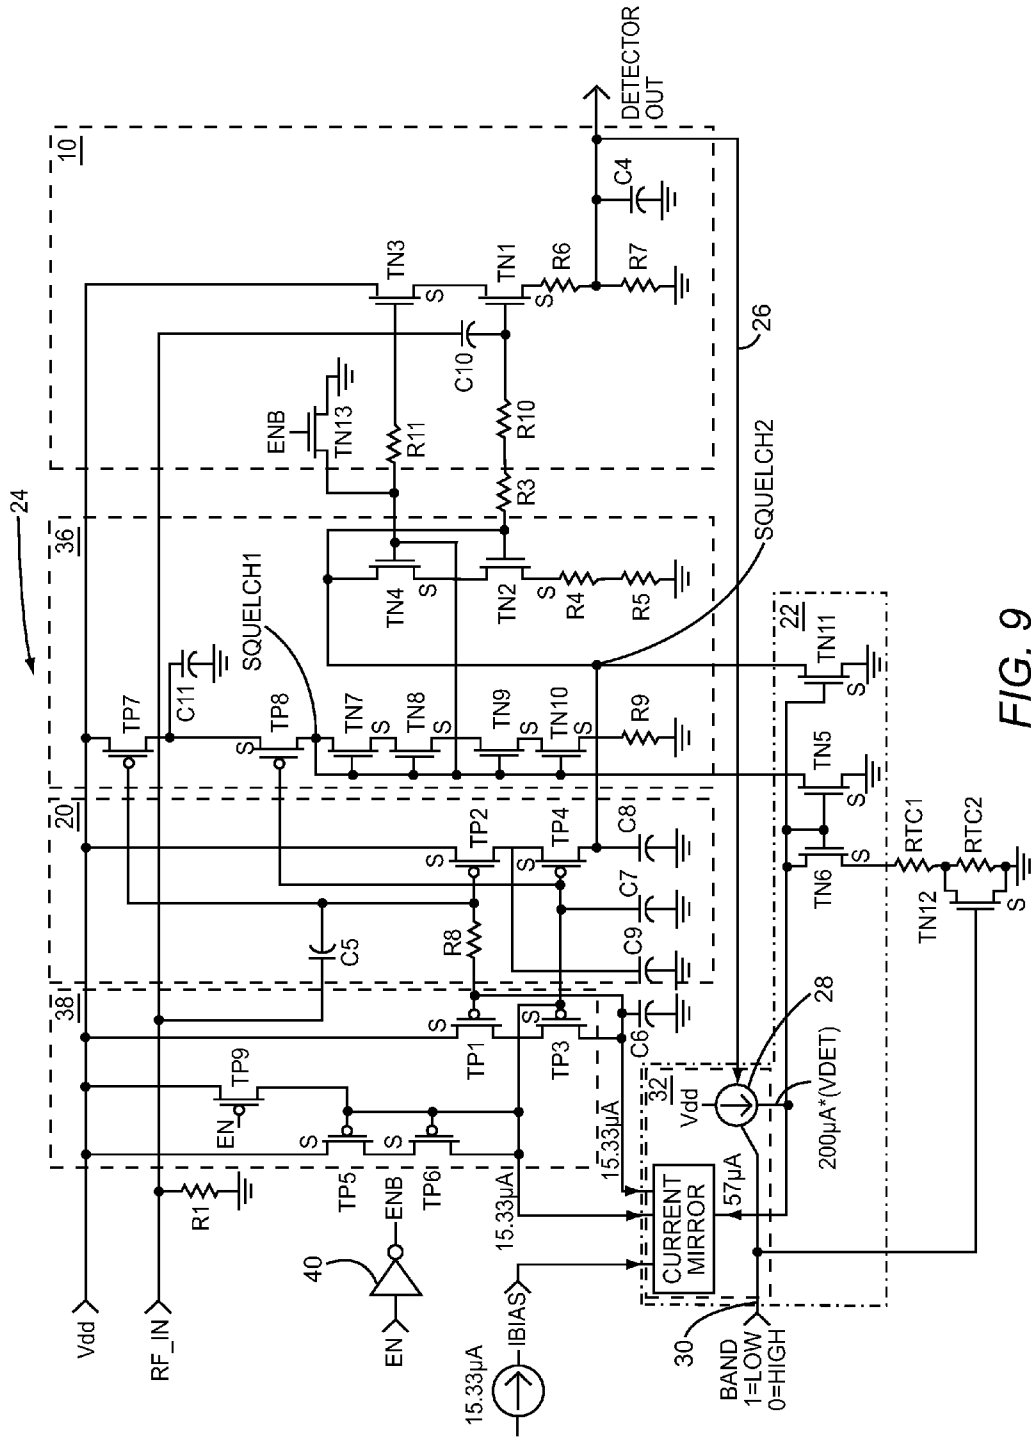 24
10
DETECTOR
OUT
C4
TN3
S
TN1
S
R6
R7
C10
ENB
TN13
R11
R10
R3
26
36
SQUELCH1
TN4
S
TN2
S
R4
R5
SQUELCH2
TP7
C11
TP8
S
TN7
S
TN8
S
TN9
S
TN10
S
R9
22
TN11
S
TN5
S
20
TP2
S
TP4
S
C8
C7
C9
C5
R8
TN6
S
RTC1
RTC2
TN12
S
38
TP9
EN
TP1
S
TP3
S
C6
TP5
S
TP6
S
15.33µA
15.33µA
32
Vdd
28
200µA*(VDET)
57µA
CURRENT
MIRROR
R1
ENB
40
EN
Vdd
RF_IN
15.33µA
IBIAS
30
BAND
1=LOW
0=HIGH
FIG. 9